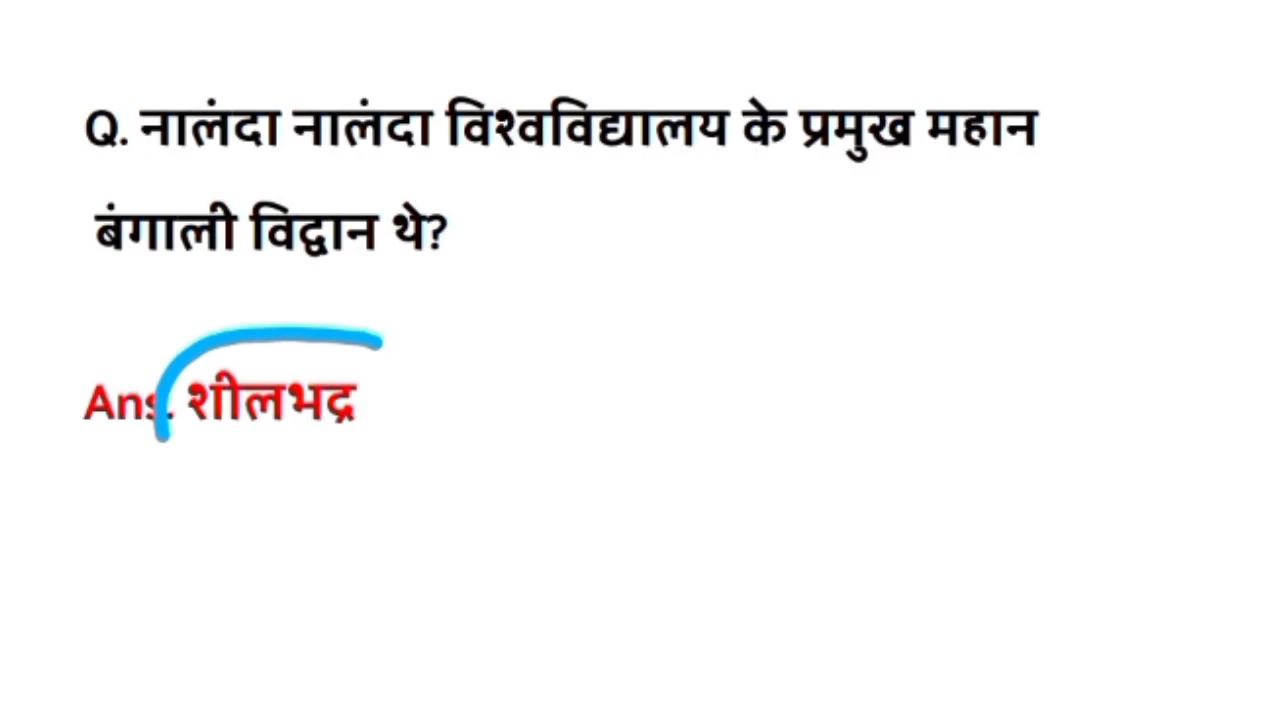 Q. नालंदा नालंदा विश्वविद्यालय के प्रमुख महान
बंगाली विद्वान थे?
Ans. शीलभद्र